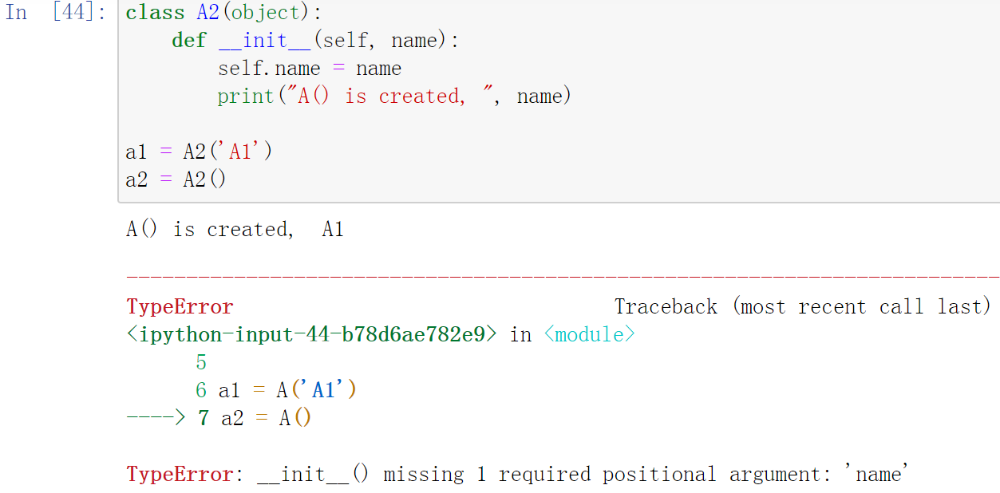 In [44]: class A2(object):
    def __init__(self, name):
        self.name = name
        print("A() is created, ", name)
a1 = A2('A1')
a2 = A2()
A() is created,  A1
---------------------------------------------------------------------------
TypeError                                 Traceback (most recent call last)
<ipython-input-44-b78d6ae782e9> in <module>
      5
      6 a1 = A('A1')
----> 7 a2 = A()
TypeError: __init__() missing 1 required positional argument: 'name'